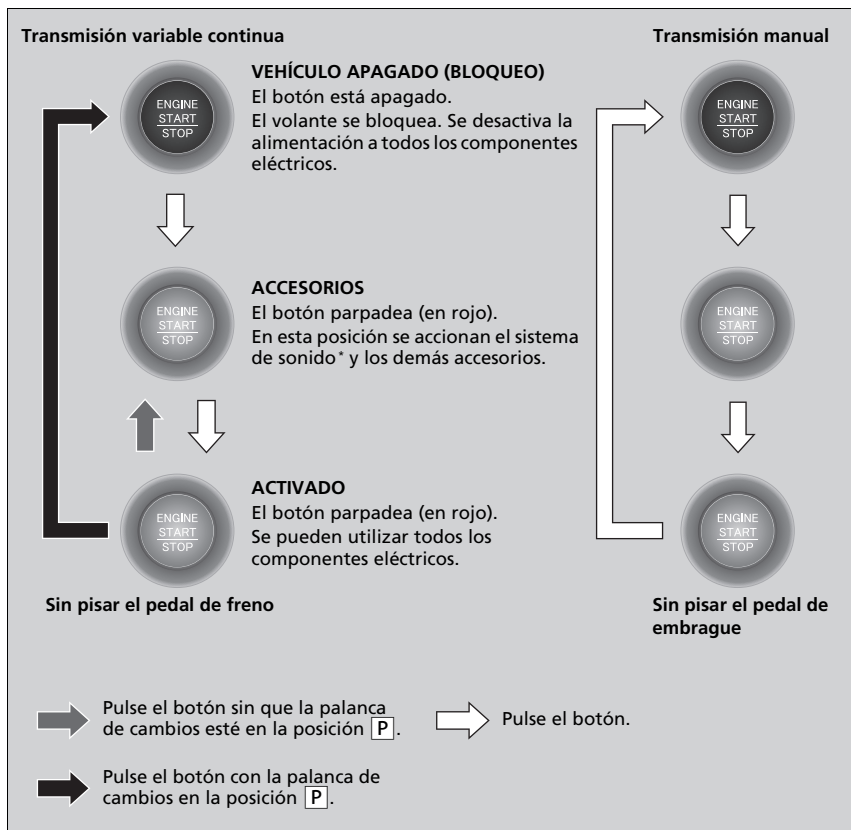 Transmisión variable continua
Transmisión manual
ENGINE
START
STOP
VEHÍCULO APAGADO (BLOQUEO)
El botón está apagado.
El volante se bloquea. Se desactiva la
alimentación a todos los componentes
eléctricos.
ENGINE
START
STOP
ENGINE
START
STOP
ACCESORIOS
El botón parpadea (en rojo).
En esta posición se accionan el sistema
de sonido* y los demás accesorios.
ENGINE
START
STOP
ENGINE
START
STOP
ACTIVADO
El botón parpadea (en rojo).
Se pueden utilizar todos los
componentes eléctricos.
ENGINE
START
STOP
Sin pisar el pedal de freno
Sin pisar el pedal de
embrague
Pulse el botón sin que la palanca
de cambios esté en la posición P.
Pulse el botón.
Pulse el botón con la palanca de
cambios en la posición P.